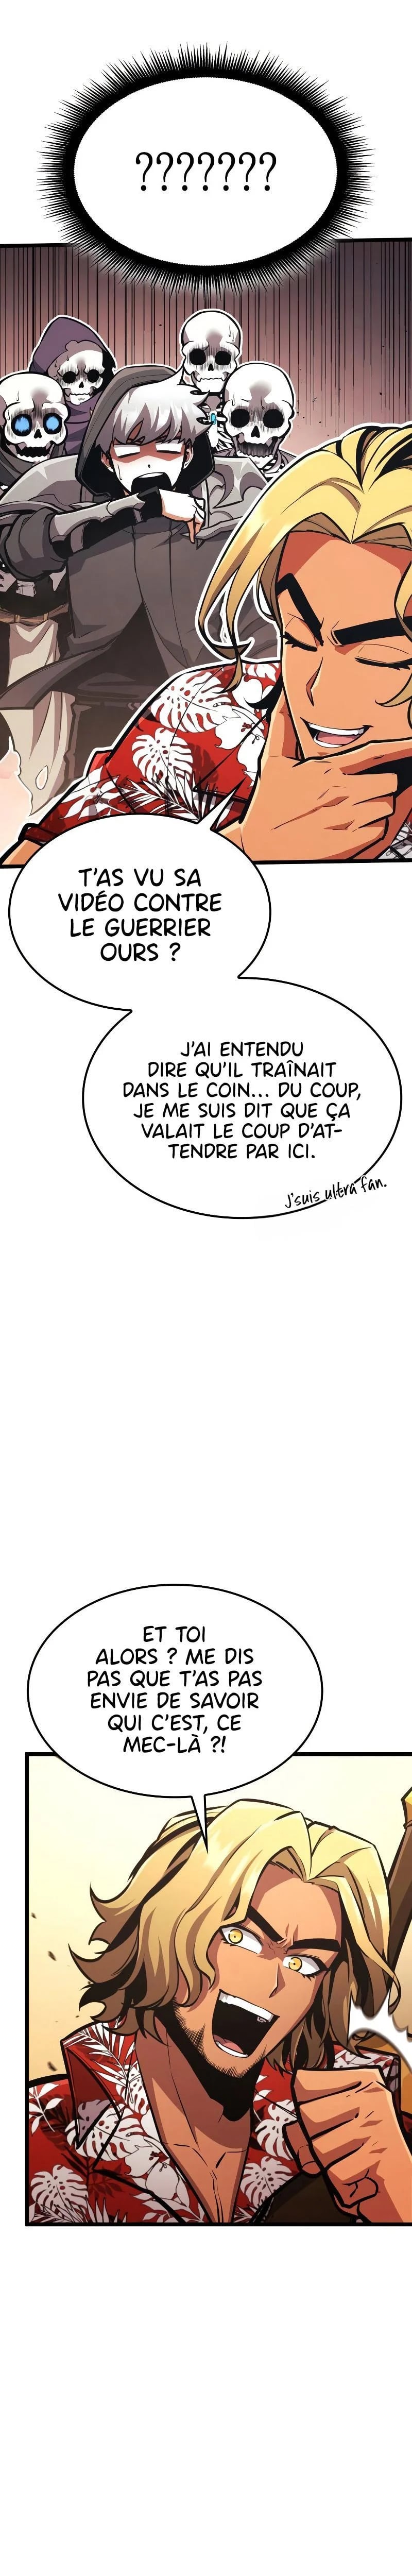 ???????
T'AS VU SA
VIDÉO CONTRE
LE GUERRIER
OURS ?
J'AI ENTENDU
DIRE QU'IL TRAÎNAIT
DANS LE COIN... DU COUP,
JE ME SUIS DIT QUE ÇA
VALAIT LE COUP D'AT-
TENDRE PAR ICI.
J'suis ultra fan.
ET TOI
ALORS ? ME DIS
PAS QUE T'AS PAS
ENVIE DE SAVOIR
QUI C'EST, CE
MEC-LÀ ?!